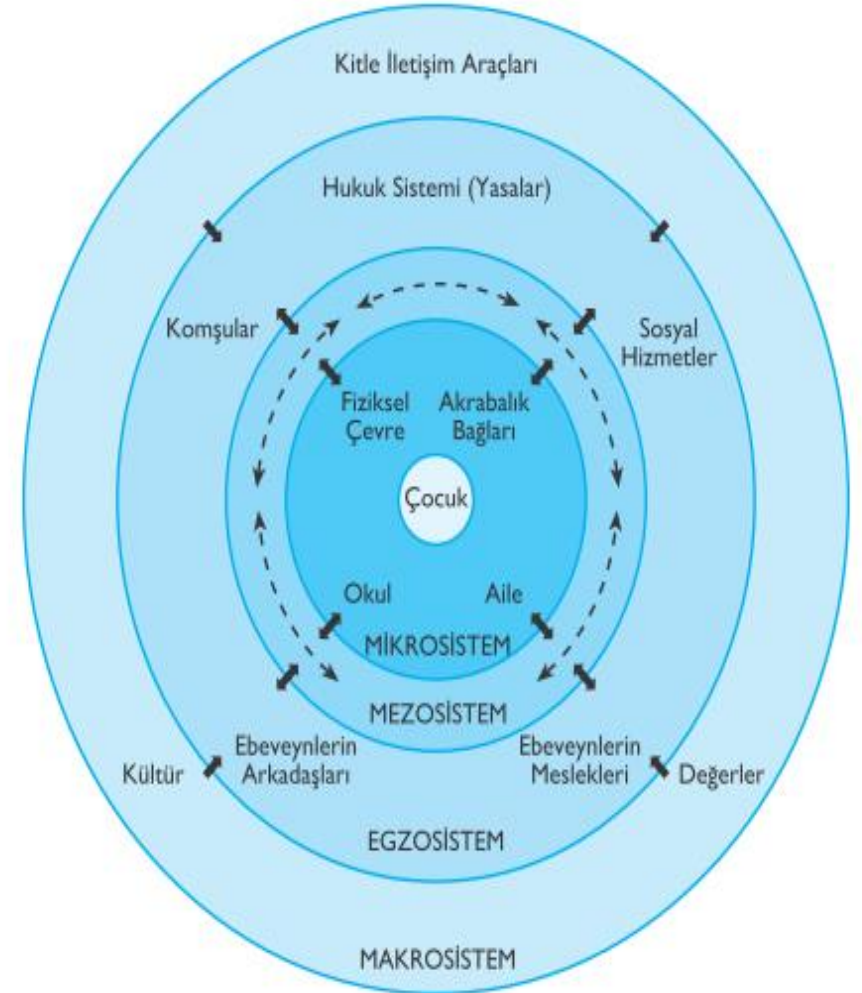 Kitle İletişim Araçları
Hukuk Sistemi (Yasalar)
Komşular
Sosyal
Hizmetler
Fiziksel
Çevre
Akrabalık
Bağları
Çocuk
Okul
Aile
MİKROSİSTEM
MEZOSİSTEM
Ebeveynlerin
Arkadaşları
Ebeveynlerin
Meslekleri
Kültür
Değerler
EGZOSİSTEM
MAKROSİSTEM